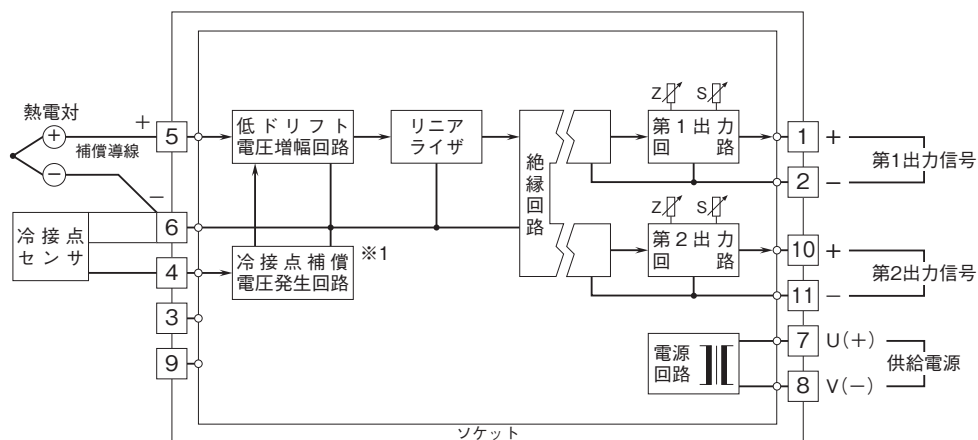 熱電対
+
+
補償導線
−
−
冷接点
センサ
5
6
4
3
9
低ドリフト
電圧増幅回路
リニア
ライザ
冷接点補償
電圧発生回路
※1
絶縁回路
Z
S
第1出力
回路
Z
S
第2出力
回路
電源
回路
1
+
2
−
第1出力信号
10
+
11
−
第2出力信号
7
U(+)
8
V(−)
供給電源
ソケット